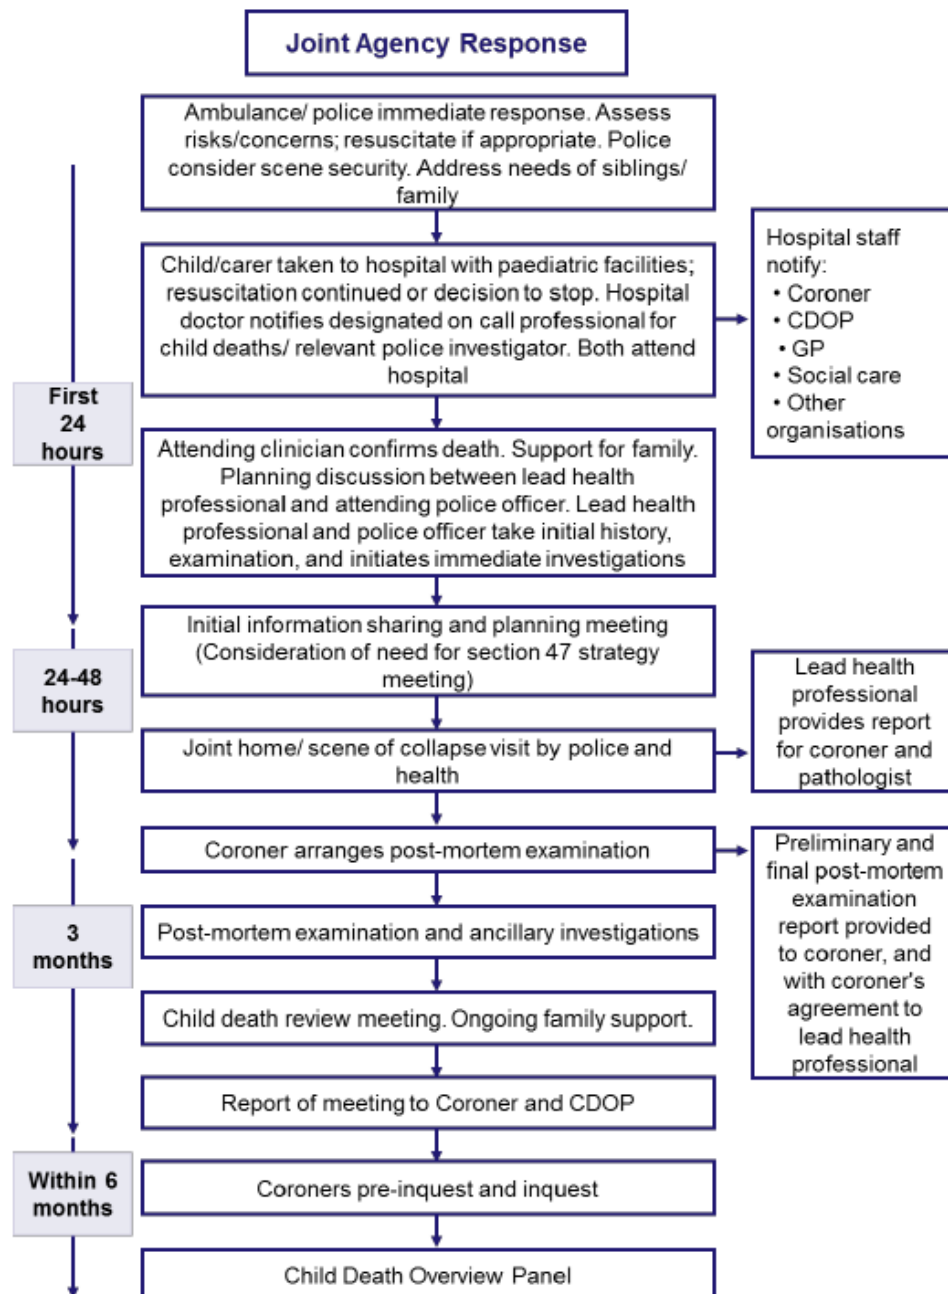 Joint Agency Response
Ambulance/ police immediate response. Assess
risks/concerns; resuscitate if appropriate. Police
consider scene security. Address needs of siblings/
family
Child/carer taken to hospital with paediatric facilities;
resuscitation continued or decision to stop. Hospital
doctor notifies designated on call professional for
child deaths/ relevant police investigator. Both attend
hospital
Hospital staff
notify:
• Coroner
• CDOP
• GP
• Social care
• Other
organisations
First
24
hours
Attending clinician confirms death. Support for family.
Planning discussion between lead health
professional and attending police officer. Lead health
professional and police officer take initial history,
examination, and initiates immediate investigations
24-48
hours
Initial information sharing and planning meeting
(Consideration of need for section 47 strategy
meeting)
Joint home/ scene of collapse visit by police and
health
Lead health
professional
provides report
for coroner and
pathologist
Coroner arranges post-mortem examination
Preliminary and
final post-mortem
examination
report provided
to coroner, and
with coroner's
agreement to
lead health
professional
3
months
Post-mortem examination and ancillary investigations
Child death review meeting. Ongoing family support.
Report of meeting to Coroner and CDOP
Within 6
months
Coroners pre-inquest and inquest
Child Death Overview Panel